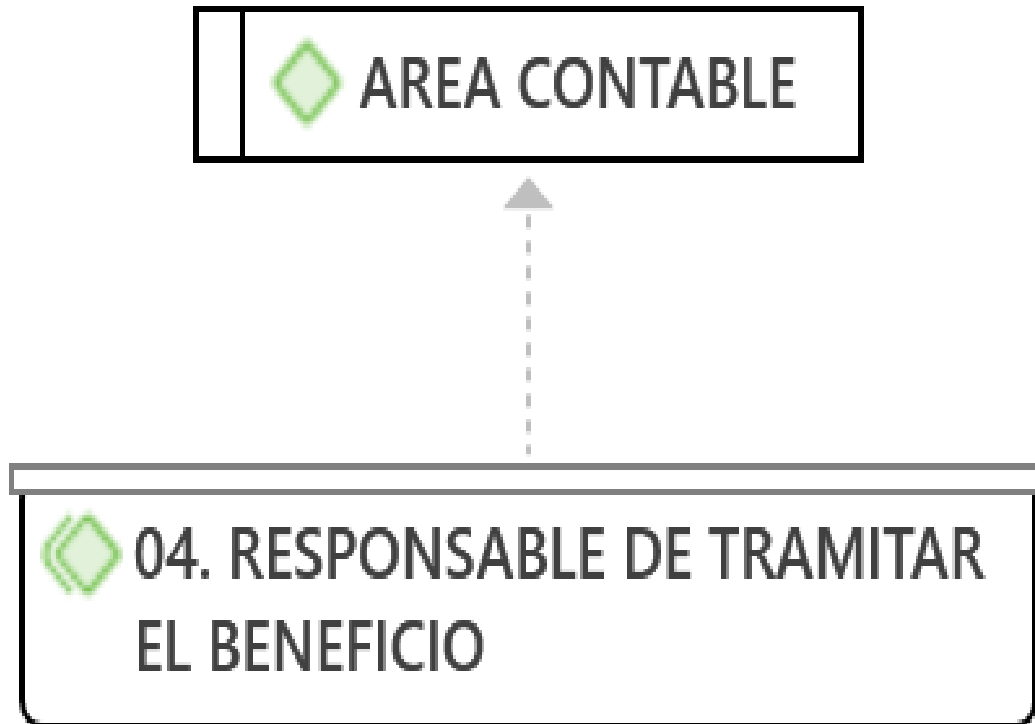 AREA CONTABLE
04. RESPONSABLE DE TRAMITAR
EL BENEFICIO